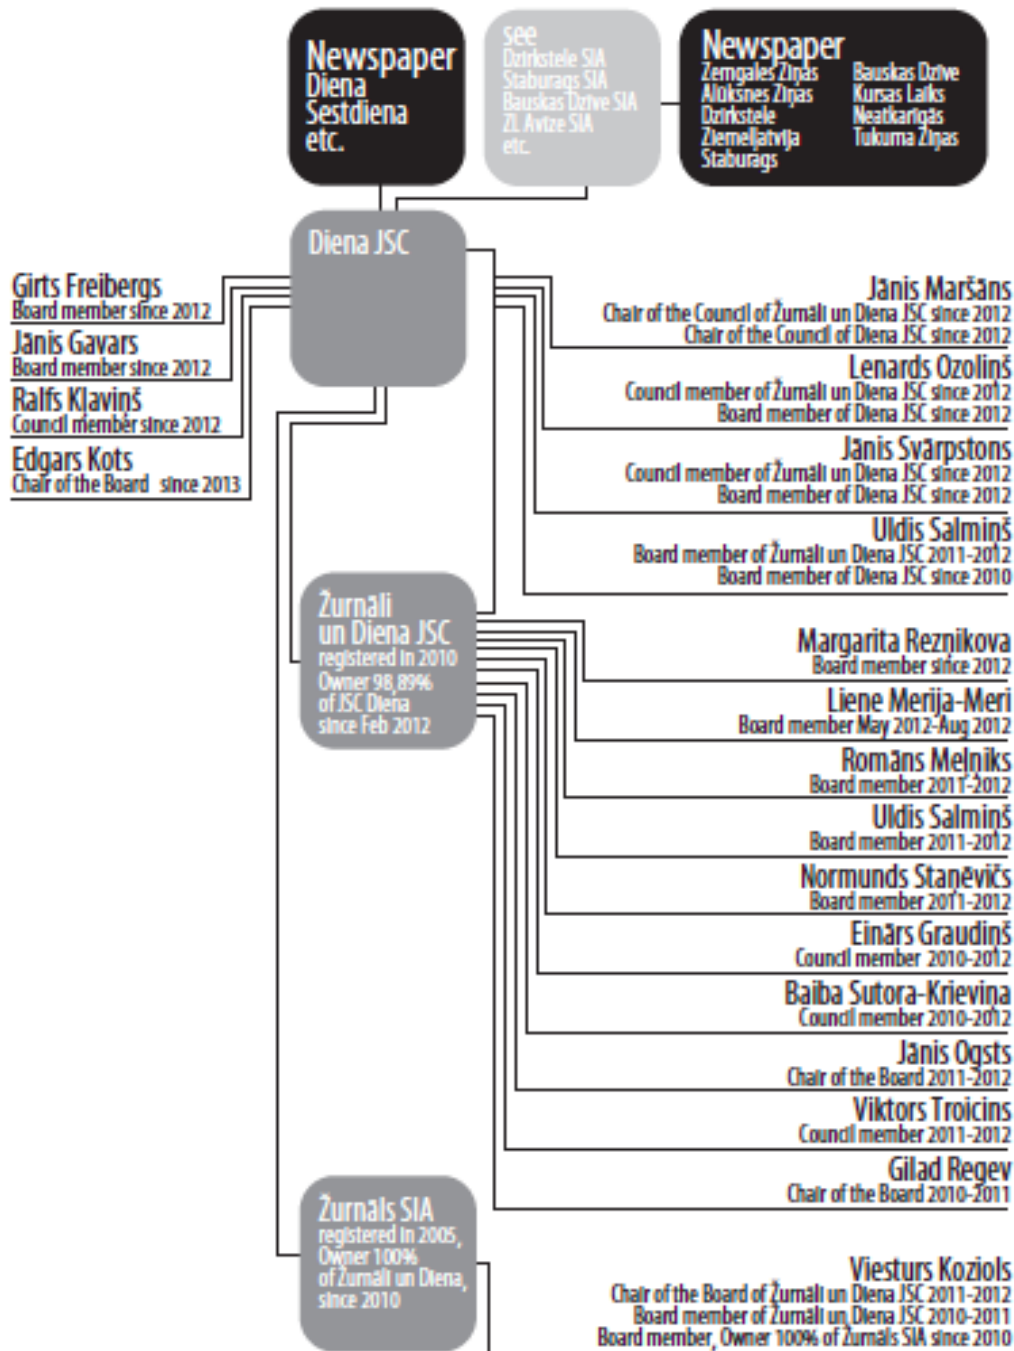 Newspaper
Diena
Sestdiena
etc.
see
Dzirkstele SIA
Staburags SIA
Bauskas Dzīve SIA
ZL Avīze SIA
etc.
Newspaper
Zemgales Ziņas
Alūksnes Ziņas
Dzirkstele
Ziemeļlatvija
Staburags
Bauskas Dzīve
Kursas Laiks
Neatkarīgās
Tukuma Ziņas
Diena JSC
Girts Freibergs
Board member since 2012
Jānis Gavars
Board member since 2012
Ralfs Kļaviņš
Council member since 2012
Edgars Kots
Chair of the Board since 2013
Jānis Maršāns
Chair of the Council of Žurnāli un Diena JSC since 2012
Chair of the Council of Diena JSC since 2012
Lenards Ozoliņš
Council member of Žurnāli un Diena JSC since 2012
Board member of Diena JSC since 2012
Jānis Svārpstons
Council member of Žurnāli un Diena JSC since 2012
Board member of Diena JSC since 2012
Uldis Salmiņš
Board member of Žurnāli un Diena JSC 2011-2012
Board member of Diena JSC since 2010
Žurnāli
un Diena JSC
registered in 2010
Owner 98,89%
of JSC Diena
since Feb 2012
Margarita Rezņikova
Board member since 2012
Liene Merija-Meri
Board member May 2012-Aug 2012
Romāns Meļņiks
Board member 2011-2012
Uldis Salmiņš
Board member 2011-2012
Normunds Staņēvičs
Board member 2011-2012
Einārs Graudiņš
Council member 2010-2012
Baiba Sutora-Krieviņa
Council member 2010-2012
Jānis Ogsts
Chair of the Board 2011-2012
Viktors Troicins
Council member 2011-2012
Gilad Regev
Chair of the Board 2010-2011
Žurnāls SIA
registered in 2005,
Owner 100%
of Žurnāli un Diena,
since 2010
Viesturs Koziols
Chair of the Board of Žurnāli un Diena JSC 2011-2012
Board member of Žurnāli un Diena JSC 2010-2011
Board member, Owner 100% of Žurnāls SIA since 2010